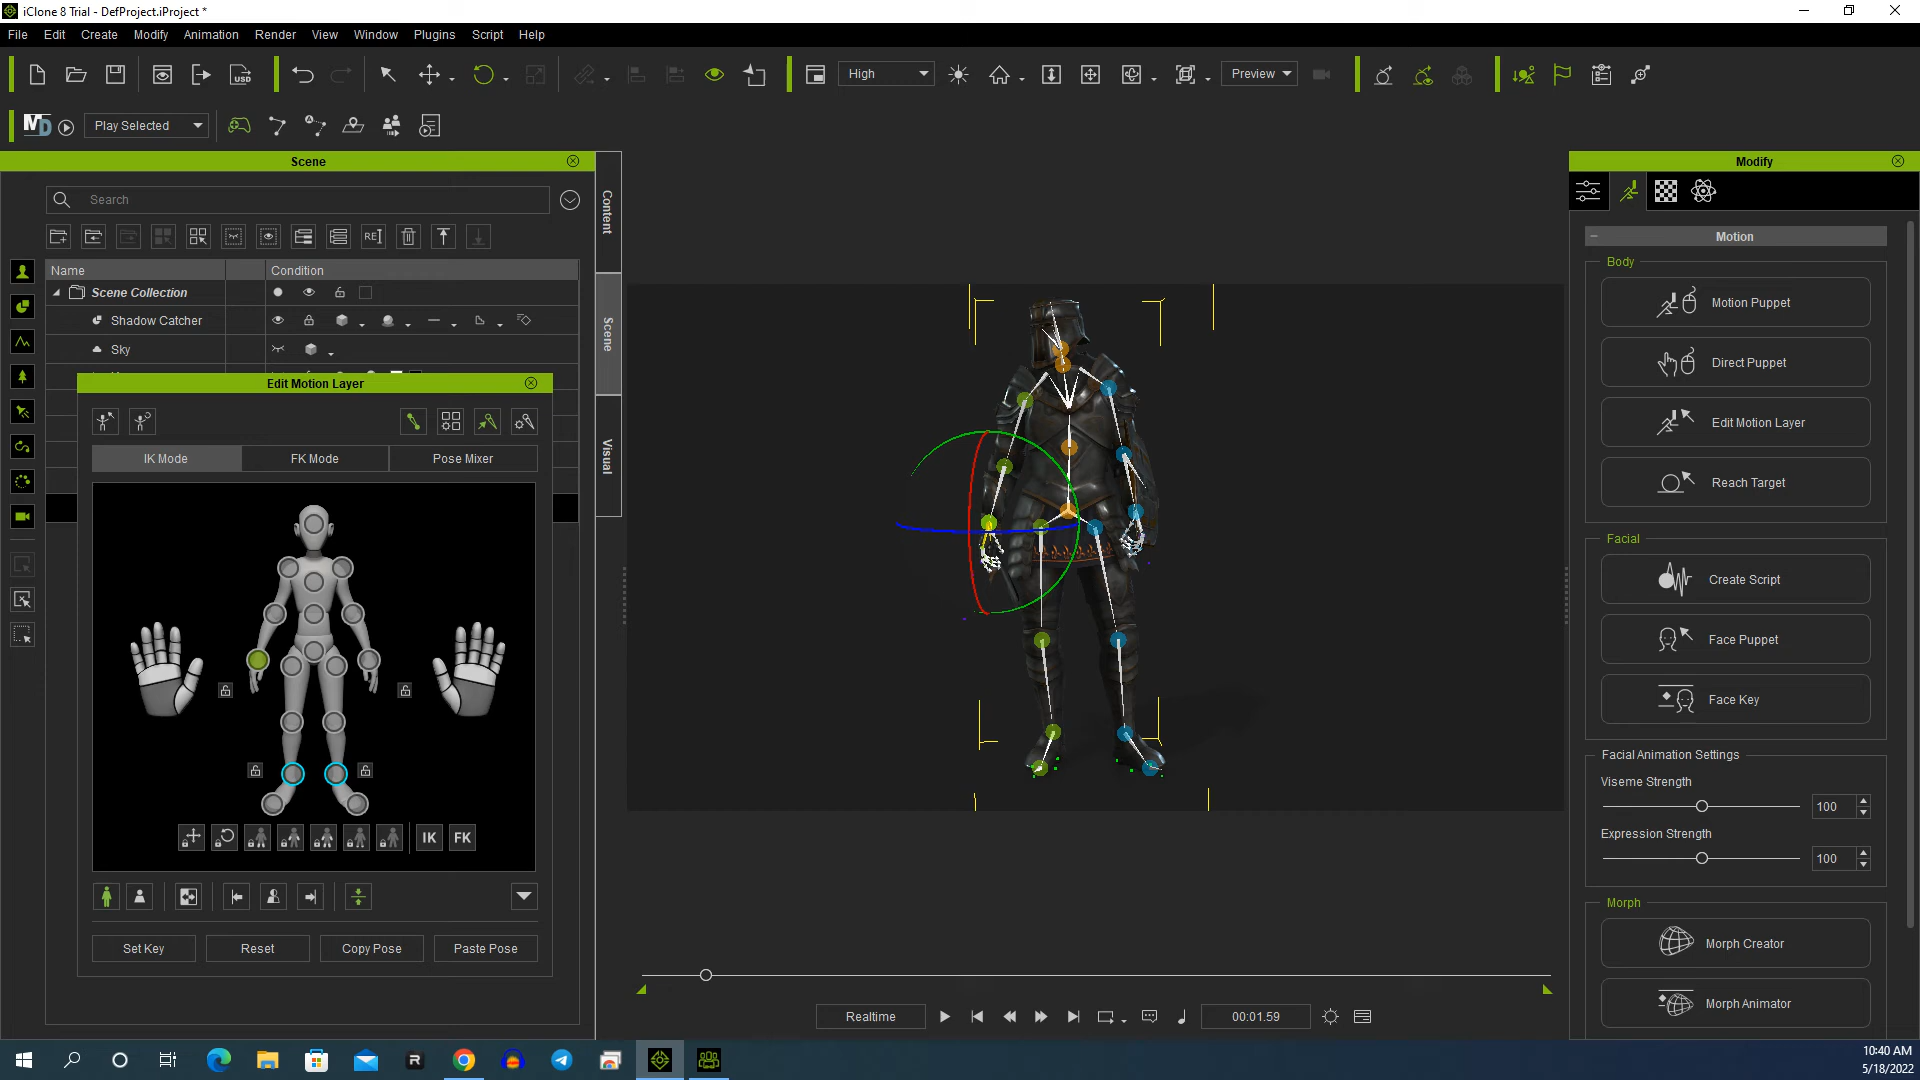 iClone 8 Trial - DefProject.iProject *
File Edit Create Modify Animation Render View Window Plugins Script Help
USD High Preview
MD Play Selected
Scene
Search
REI
Name Condition
Scene Collection
Shadow Catcher
Sky
Content
Scene
Visual
Edit Motion Layer
IK Mode FK Mode Pose Mixer
IK FK
Set Key Reset Copy Pose Paste Pose
Realtime 00:01.59
Modify
Motion
Body
Motion Puppet
Direct Puppet
Edit Motion Layer
Reach Target
Facial
Create Script
Face Puppet
Face Key
Facial Animation Settings
Viseme Strength
100
Expression Strength
100
Morph
Morph Creator
Morph Animator
10:40 AM
5/18/2022